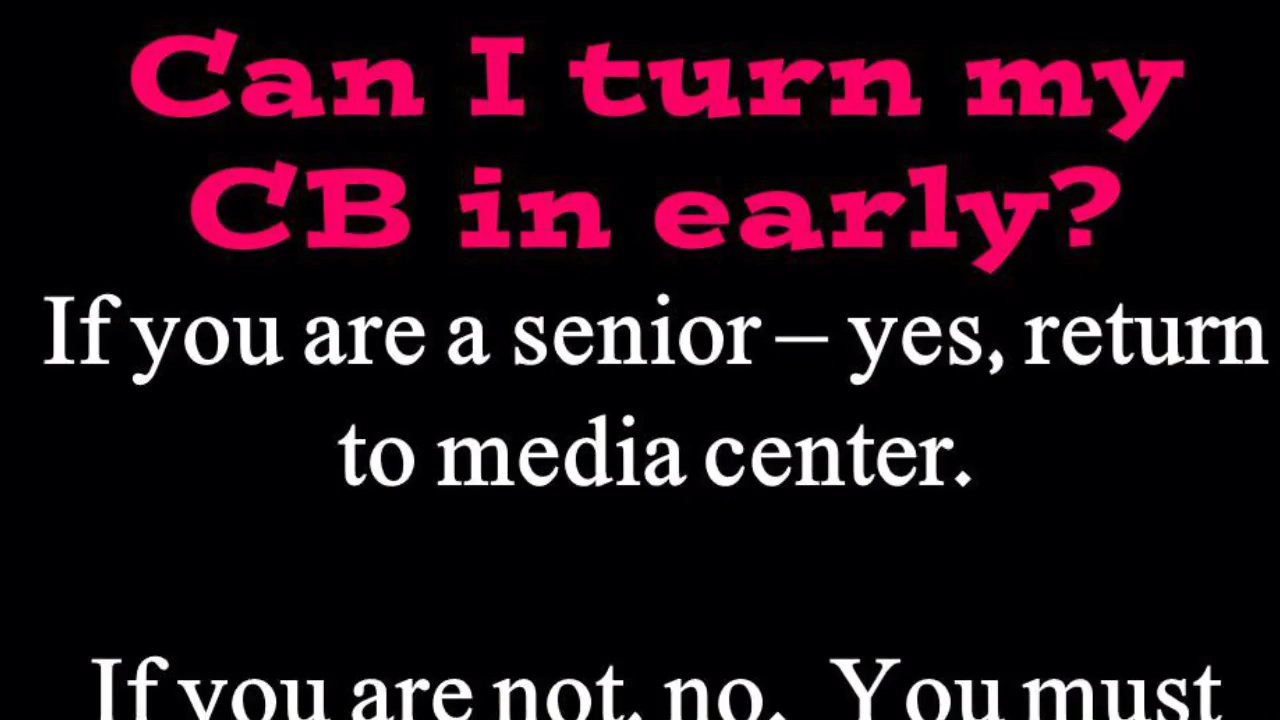 Can I turn my
CB in early?
If you are a senior – yes, return
to media center.
If you are not, no. You must